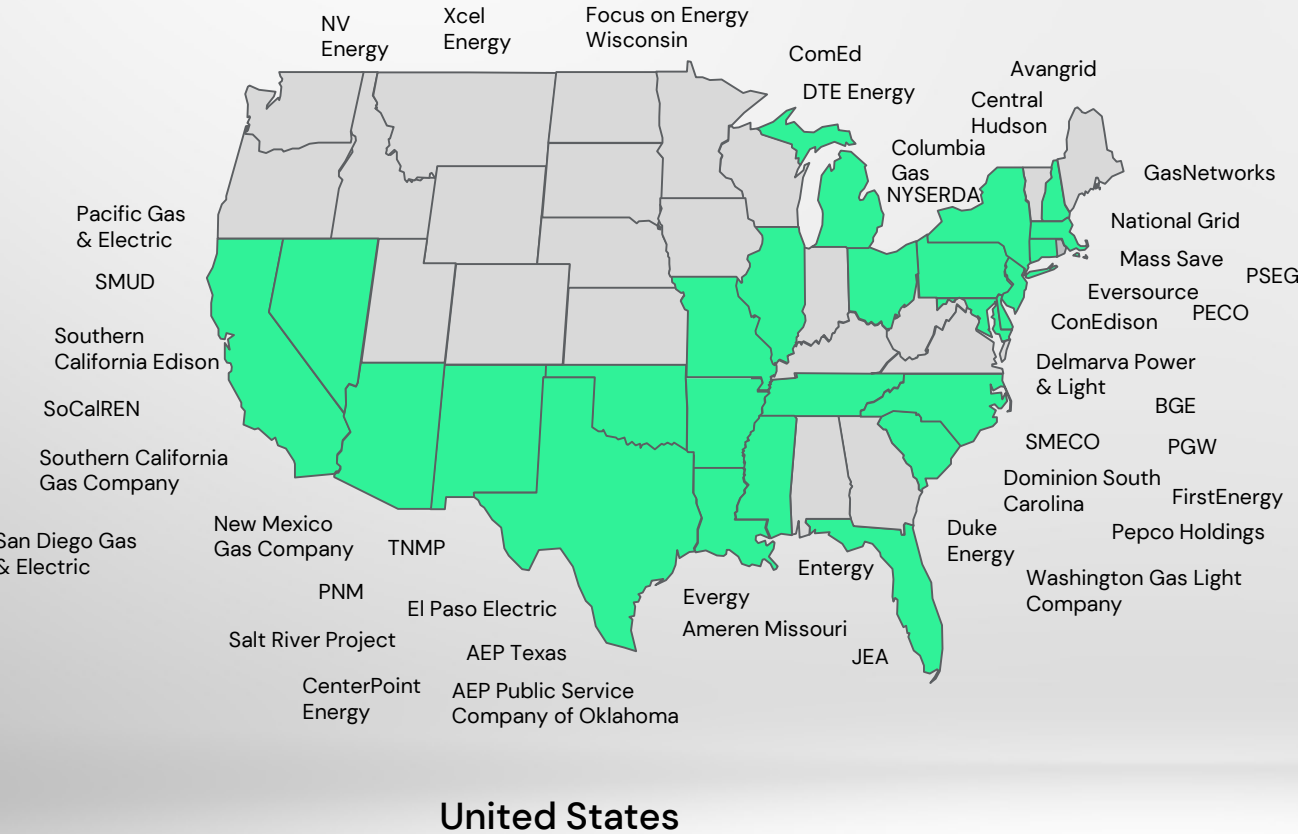 NV
Energy
Xcel
Energy
Focus on Energy
Wisconsin
ComEd
DTE Energy
Avangrid
Central
Hudson
Columbia
Gas
NYSERDA
GasNetworks
National Grid
Mass Save
PSEG
Eversource
PECO
ConEdison
Delmarva Power
& Light
BGE
SMECO
PGW
Dominion South
Carolina
FirstEnergy
Duke
Energy
Pepco Holdings
Washington Gas Light
Company
Pacific Gas
& Electric
SMUD
Southern
California Edison
SoCalREN
Southern California
Gas Company
San Diego Gas
& Electric
New Mexico
Gas Company
TNMP
PNM
El Paso Electric
Salt River Project
AEP Texas
CenterPoint
Energy
AEP Public Service
Company of Oklahoma
Entergy
Evergy
Ameren Missouri
JEA
United States